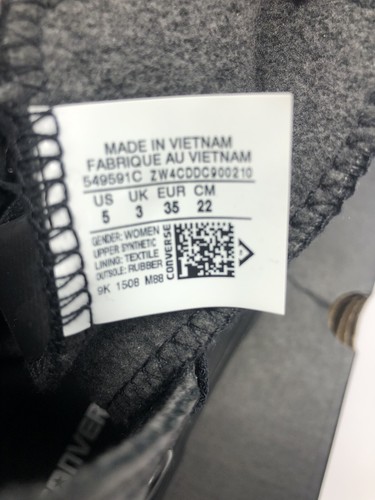 MADE IN VIETNAM
FABRIQUE AU VIETNAM
549591C ZW4CDDC900210
US UK EUR CM
5 3 35 22
GENDER: WOMEN
UPPER: SYNTHETIC
LINING: TEXTILE
OUTSOLE: RUBBER
9K 1508 M88
CONVERSE
ONVER